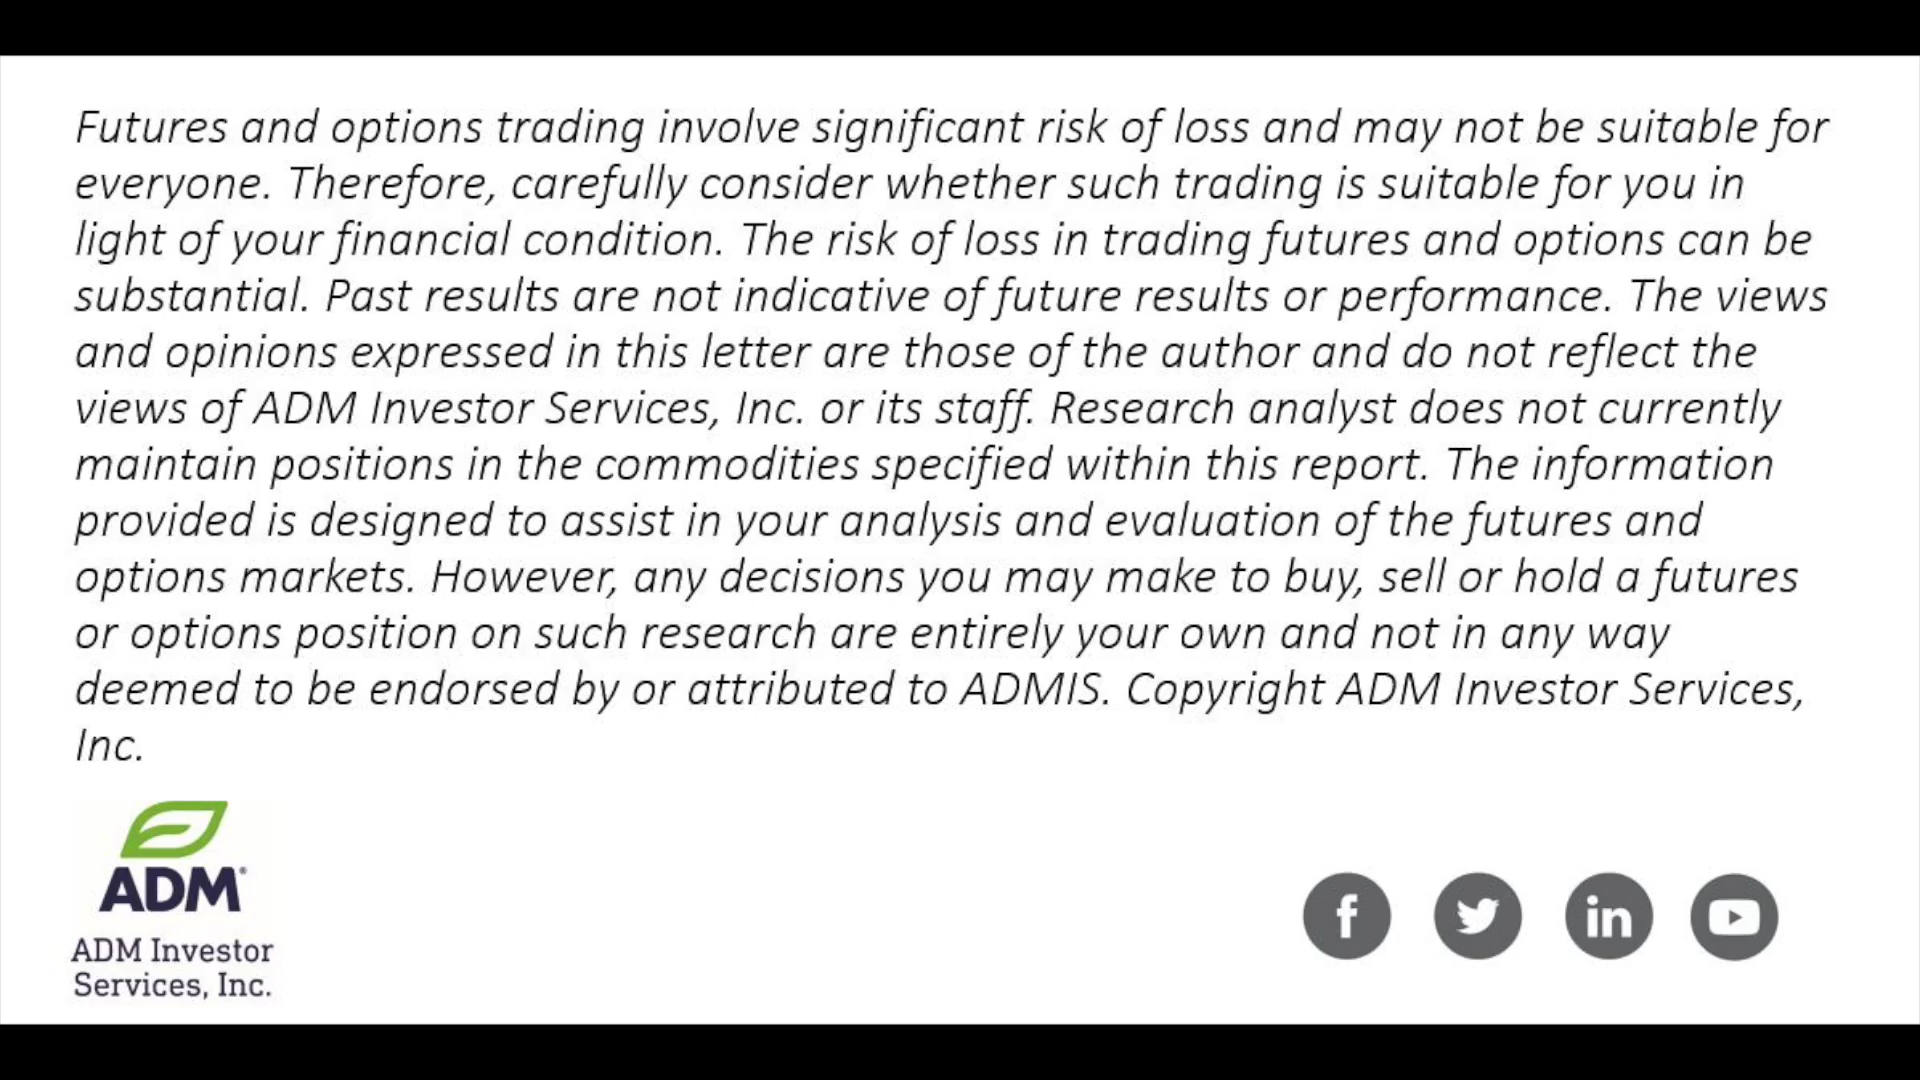 Futures and options trading involve significant risk of loss and may not be suitable for
everyone. Therefore, carefully consider whether such trading is suitable for you in
light of your financial condition. The risk of loss in trading futures and options can be
substantial. Past results are not indicative of future results or performance. The views
and opinions expressed in this letter are those of the author and do not reflect the
views of ADM Investor Services, Inc. or its staff. Research analyst does not currently
maintain positions in the commodities specified within this report. The information
provided is designed to assist in your analysis and evaluation of the futures and
options markets. However, any decisions you may make to buy, sell or hold a futures
or options position on such research are entirely your own and not in any way
deemed to be endorsed by or attributed to ADMIS. Copyright ADM Investor Services,
Inc.
ADM®
ADM Investor
Services, Inc.
f
in